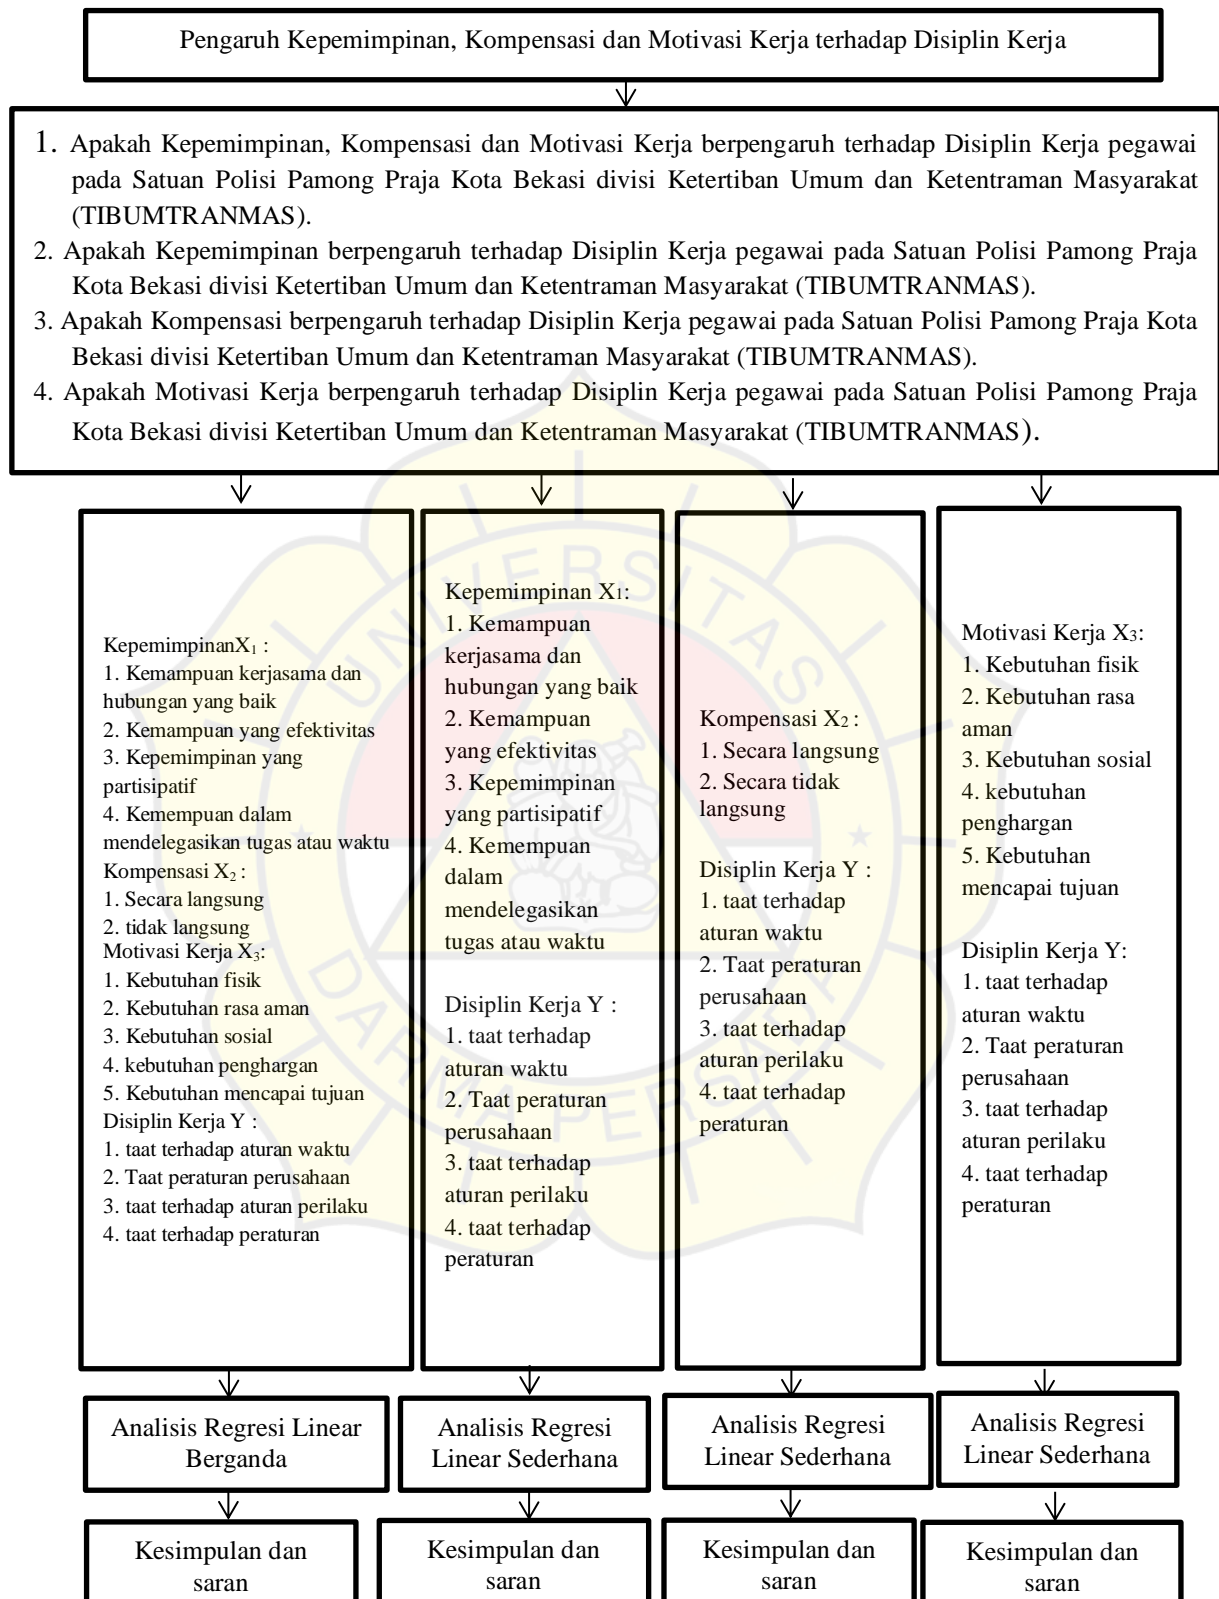 Pengaruh Kepemimpinan, Kompensasi dan Motivasi Kerja terhadap Disiplin Kerja
1. Apakah Kepemimpinan, Kompensasi dan Motivasi Kerja berpengaruh terhadap Disiplin Kerja pegawai
pada Satuan Polisi Pamong Praja Kota Bekasi divisi Ketertiban Umum dan Ketentraman Masyarakat
(TIBUMTRANMAS).
2. Apakah Kepemimpinan berpengaruh terhadap Disiplin Kerja pegawai pada Satuan Polisi Pamong Praja
Kota Bekasi divisi Ketertiban Umum dan Ketentraman Masyarakat (TIBUMTRANMAS).
3. Apakah Kompensasi berpengaruh terhadap Disiplin Kerja pegawai pada Satuan Polisi Pamong Praja Kota
Bekasi divisi Ketertiban Umum dan Ketentraman Masyarakat (TIBUMTRANMAS).
4. Apakah Motivasi Kerja berpengaruh terhadap Disiplin Kerja pegawai pada Satuan Polisi Pamong Praja
Kota Bekasi divisi Ketertiban Umum dan Ketentraman Masyarakat (TIBUMTRANMAS).
KepemimpinanX₁ :
1. Kemampuan kerjasama dan
hubungan yang baik
2. Kemampuan yang efektivitas
3. Kepemimpinan yang
partisipatif
4. Kemempuan dalam
mendelegasikan tugas atau waktu
Kompensasi X₂ :
1. Secara langsung
2. tidak langsung
Motivasi Kerja X₃:
1. Kebutuhan fisik
2. Kebutuhan rasa aman
3. Kebutuhan sosial
4. kebutuhan penghargan
5. Kebutuhan mencapai tujuan
Disiplin Kerja Y :
1. taat terhadap aturan waktu
2. Taat peraturan perusahaan
3. taat terhadap aturan perilaku
4. taat terhadap peraturan
Kepemimpinan X₁:
1. Kemampuan
kerjasama dan
hubungan yang baik
2. Kemampuan
yang efektivitas
3. Kepemimpinan
yang partisipatif
4. Kemempuan
dalam
mendelegasikan
tugas atau waktu
Disiplin Kerja Y :
1. taat terhadap
aturan waktu
2. Taat peraturan
perusahaan
3. taat terhadap
aturan perilaku
4. taat terhadap
peraturan
Kompensasi X₂ :
1. Secara langsung
2. Secara tidak
langsung
Disiplin Kerja Y :
1. taat terhadap
aturan waktu
2. Taat peraturan
perusahaan
3. taat terhadap
aturan perilaku
4. taat terhadap
peraturan
Motivasi Kerja X₃:
1. Kebutuhan fisik
2. Kebutuhan rasa
aman
3. Kebutuhan sosial
4. kebutuhan
penghargan
5. Kebutuhan
mencapai tujuan
Disiplin Kerja Y:
1. taat terhadap
aturan waktu
2. Taat peraturan
perusahaan
3. taat terhadap
aturan perilaku
4. taat terhadap
peraturan
Analisis Regresi Linear
Berganda
Analisis Regresi
Linear Sederhana
Analisis Regresi
Linear Sederhana
Analisis Regresi
Linear Sederhana
Kesimpulan dan
saran
Kesimpulan dan
saran
Kesimpulan dan
saran
Kesimpulan dan
saran
UNIVERSITAS
DARMA PERSADA